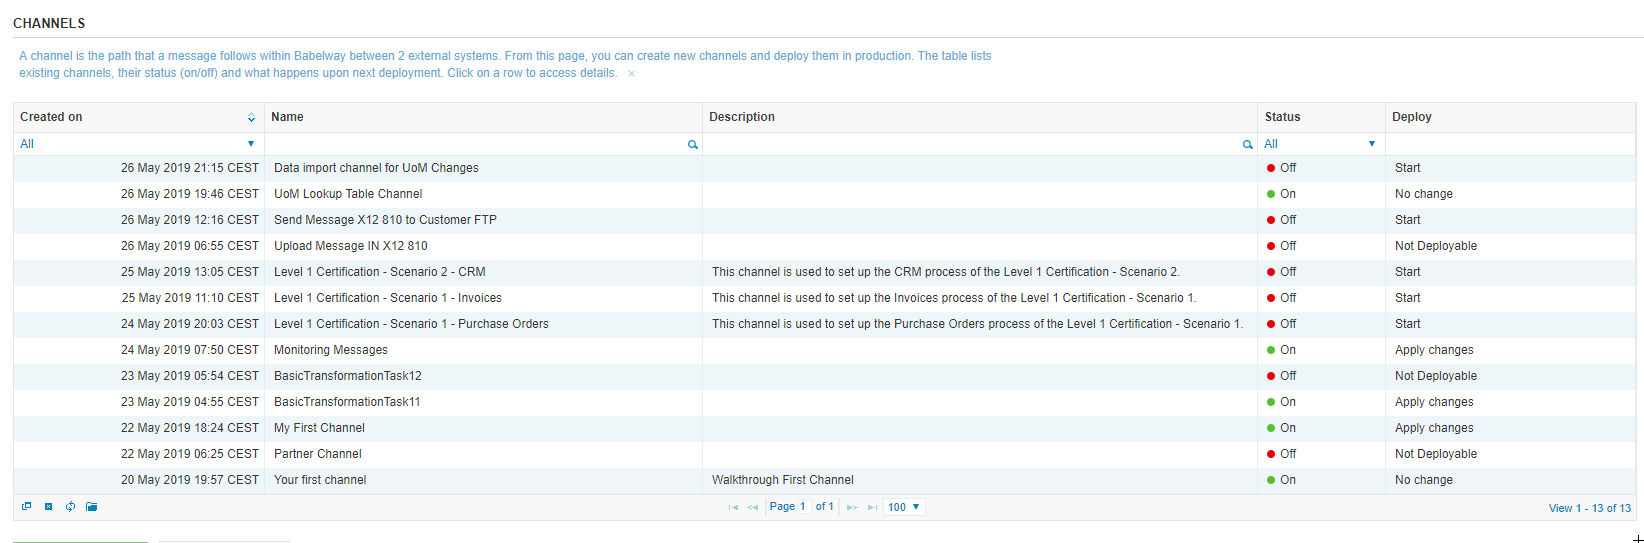 CHANNELS
A channel is the path that a message follows within Babelway between 2 external systems. From this page, you can create new channels and deploy them in production. The table lists
existing channels, their status (on/off) and what happens upon next deployment. Click on a row to access details. ×
Created on Name Description Status Deploy
All All
26 May 2019 21:15 CEST Data import channel for UoM Changes Off Start
26 May 2019 19:46 CEST UoM Lookup Table Channel On No change
26 May 2019 12:16 CEST Send Message X12 810 to Customer FTP Off Start
26 May 2019 06:55 CEST Upload Message IN X12 810 Off Not Deployable
25 May 2019 13:05 CEST Level 1 Certification - Scenario 2 - CRM This channel is used to set up the CRM process of the Level 1 Certification - Scenario 2. Off Start
25 May 2019 11:10 CEST Level 1 Certification - Scenario 1 - Invoices This channel is used to set up the Invoices process of the Level 1 Certification - Scenario 1. Off Start
24 May 2019 20:03 CEST Level 1 Certification - Scenario 1 - Purchase Orders This channel is used to set up the Purchase Orders process of the Level 1 Certification - Scenario 1. Off Start
24 May 2019 07:50 CEST Monitoring Messages On Apply changes
23 May 2019 05:54 CEST BasicTransformationTask12 Off Not Deployable
23 May 2019 04:55 CEST BasicTransformationTask11 On Apply changes
22 May 2019 18:24 CEST My First Channel On Apply changes
22 May 2019 06:25 CEST Partner Channel Off Not Deployable
20 May 2019 19:57 CEST Your first channel Walkthrough First Channel On No change
Page 1 of 1 100 View 1 - 13 of 13